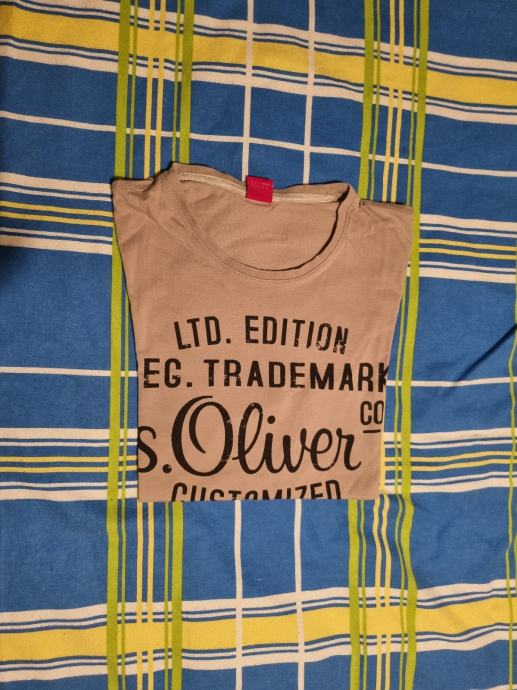 LTD. EDITION
EG. TRADEMARK
CO
s.Oliver
CUSTOMIZED